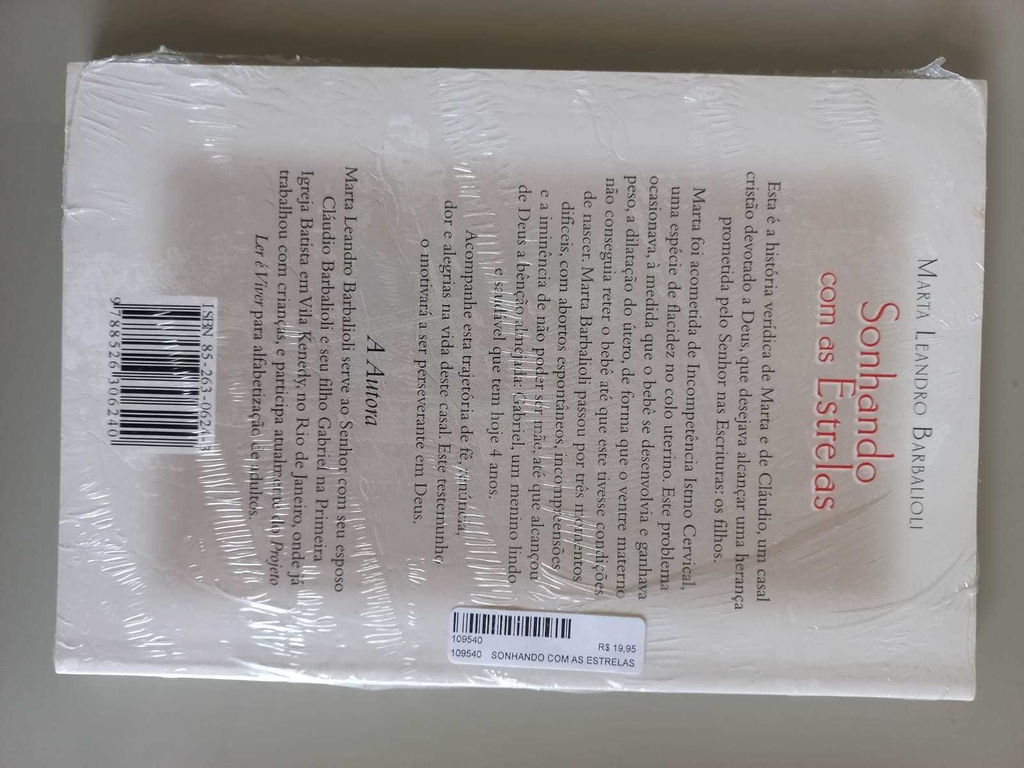 MARTA LEANDRO BARBALIOLI
Sonhando
com as Estrelas
Esta é a história verídica de Marta e de Cláudio, um casal
cristão devotado a Deus, que desejava alcançar uma herança
prometida pelo Senhor nas Escrituras: os filhos.
Marta foi acometida de Incompetência Istmo Cervical,
uma espécie de flacidez no colo uterino. Este problema
ocasionava, à medida que o bebê se desenvolvia e ganhava
peso, a dilatação do útero, de forma que o ventre materno
não conseguia reter o bebê até que este tivesse condições
de nascer. Marta Barbalioli passou por três momentos
difíceis, com abortos espontâneos, incompreensões
e a iminência de não poder ser mãe, até que alcançou
de Deus a bênção almejada: Gabriel, um menino lindo
e saudável que tem hoje 4 anos.
Acompanhe esta trajetória de fé, renúncia,
dor e alegrias na vida deste casal. Este testemunho
o motivará a ser perseverante em Deus.
A Autora
Marta Leandro Barbalioli serve ao Senhor com seu esposo
Cláudio Barbalioli e seu filho Gabriel na Primeira
Igreja Batista em Vila Kenedy, no Rio de Janeiro, onde já
trabalhou com crianças, e participa atualmente do Projeto
Ler é Viver para alfabetização de adultos.
ISBN 85-263-0624-3
9788526306240
109540
R$ 19,95
109540 SONHANDO COM AS ESTRELAS